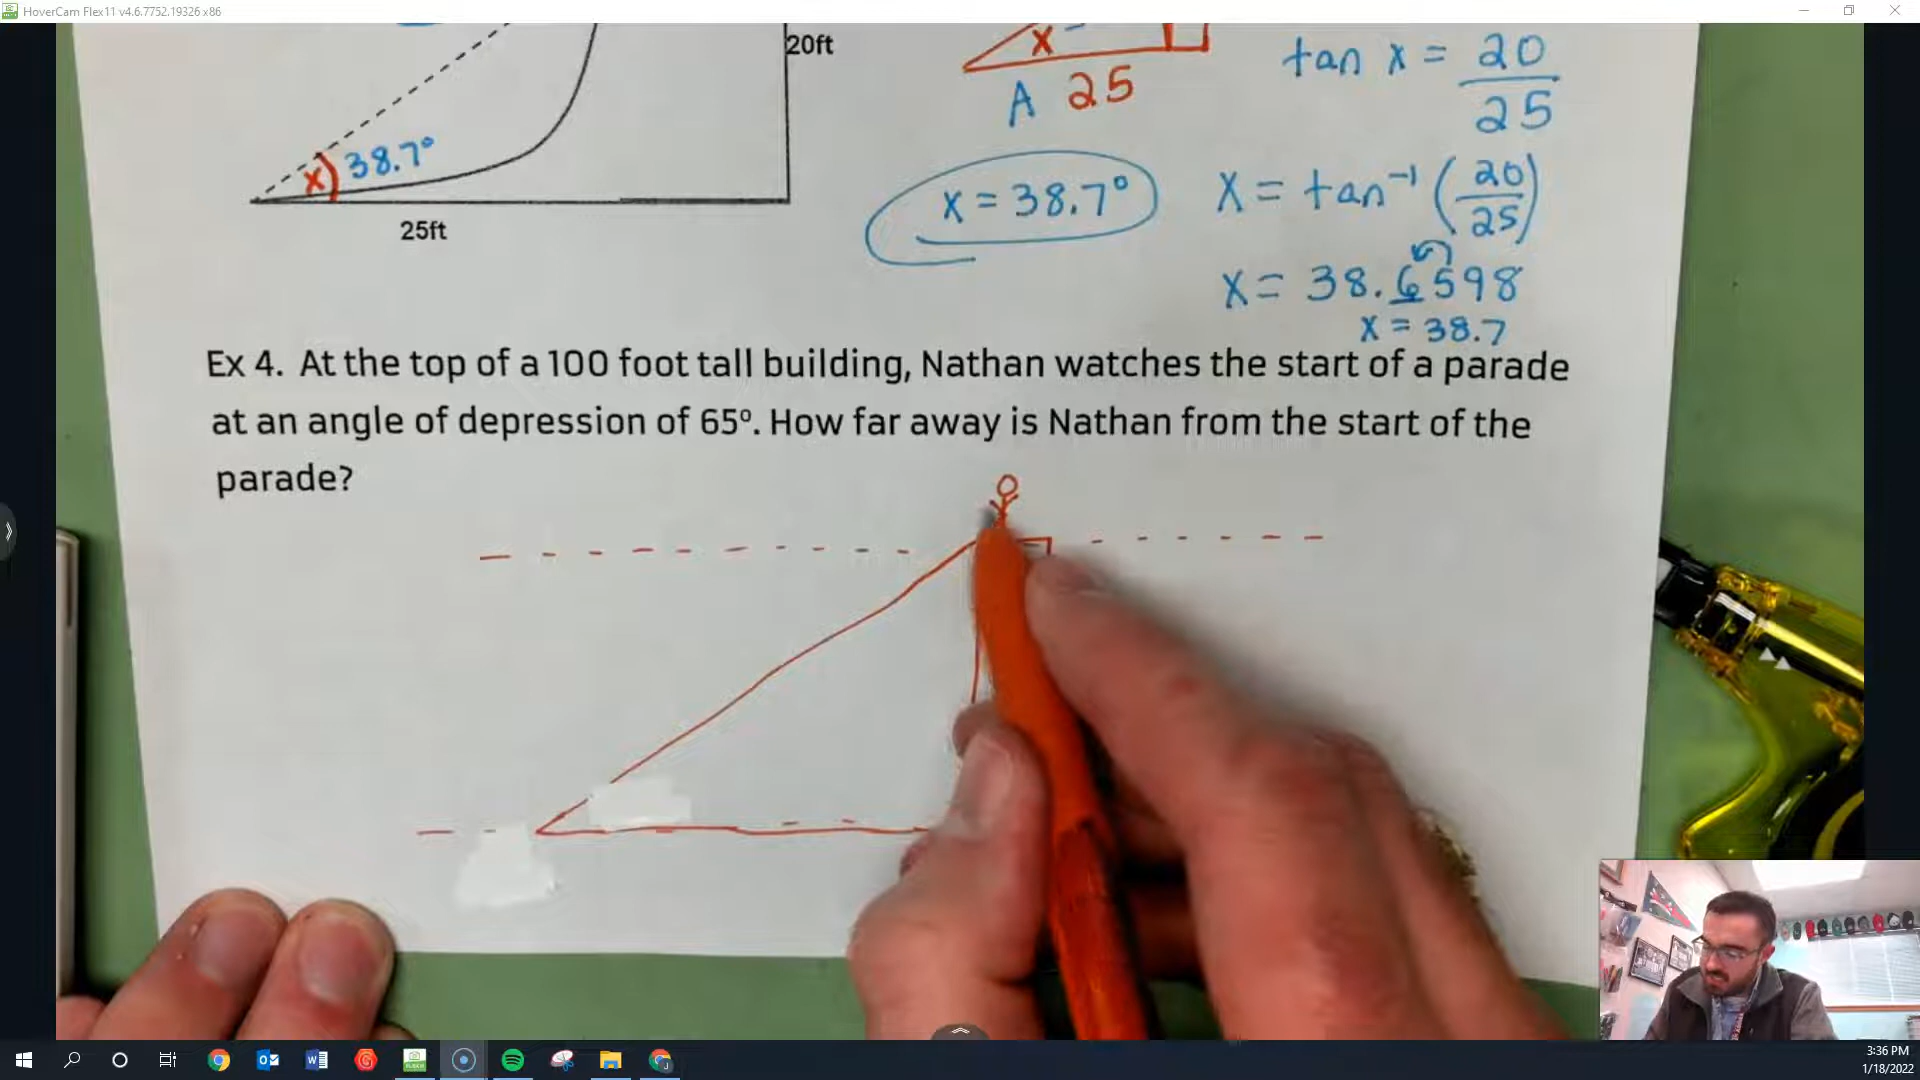 HoverCam Flex11 v4.6.7752.19326 x86
20ft
x
A 25
tan x = 20/25
x 38.7°
25ft
x = 38.7°
x = tan⁻¹ (20/25)
x = 38.6598
x = 38.7
Ex 4. At the top of a 100 foot tall building, Nathan watches the start of a parade
at an angle of depression of 65°. How far away is Nathan from the start of the
parade?
3:36 PM
1/18/2022